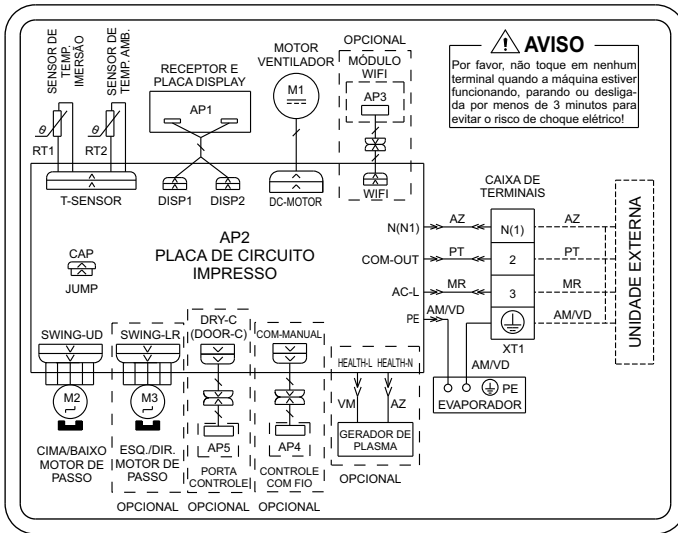 SENSOR DE
TEMP.
IMERSÃO
SENSOR DE
TEMP. AMB.
θ
RT1
θ
RT2
T-SENSOR
RECEPTOR E
PLACA DISPLAY
AP1
DISP1
DISP2
MOTOR
VENTILADOR
M1
DC-MOTOR
OPCIONAL
MÓDULO
WIFI
AP3
WIFI
AVISO
Por favor, não toque em nenhum
terminal quando a máquina estiver
funcionando, parando ou desliga-
da por menos de 3 minutos para
evitar o risco de choque elétrico!
AP2
PLACA DE CIRCUITO
IMPRESSO
CAP
JUMP
N(N1)
COM-OUT
AC-L
PE
AZ
PT
MR
AM/VD
CAIXA DE
TERMINAIS
N(1)
2
3
XT1
AZ
PT
MR
AM/VD
UNIDADE EXTERNA
AM/VD
PE
EVAPORADOR
SWING-UD
M2
CIMA/BAIXO
MOTOR DE
PASSO
SWING-LR
M3
ESQ./DIR.
MOTOR DE
PASSO
OPCIONAL
DRY-C
(DOOR-C)
AP5
PORTA
CONTROLE
OPCIONAL
COM-MANUAL
AP4
CONTROLE
COM FIO
OPCIONAL
HEALTH-L
HEALTH-N
VM
AZ
GERADOR DE
PLASMA
OPCIONAL